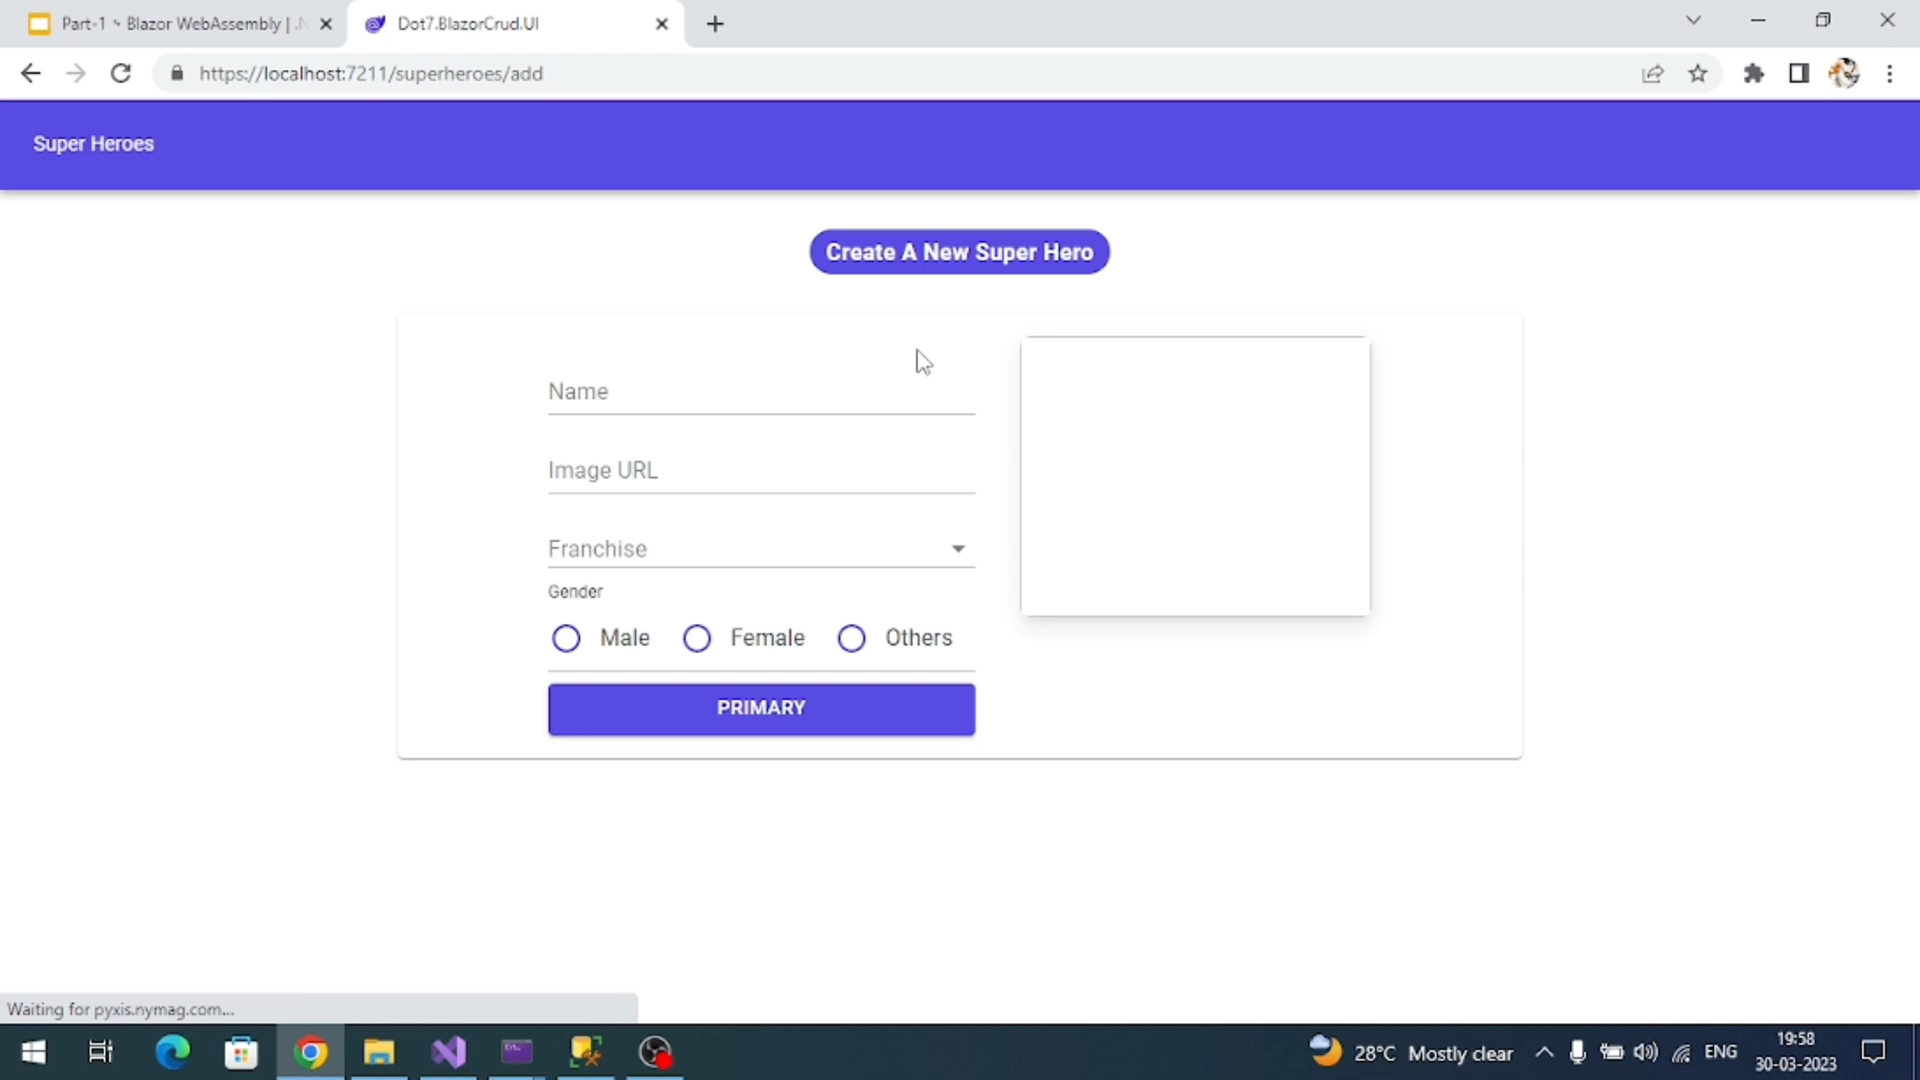 Part-1 ~ Blazor WebAssembly | .N
Dot7.BlazorCrud.UI
https://localhost:7211/superheroes/add
Super Heroes
Create A New Super Hero
Name
Image URL
Franchise
Gender
Male Female Others
PRIMARY
Waiting for pyxis.nymag.com...
28°C Mostly clear
ENG
19:58
30-03-2023